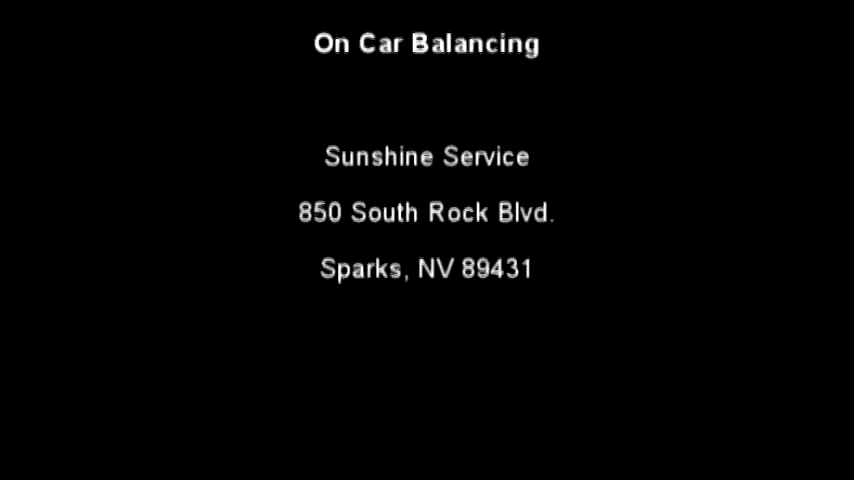 On Car Balancing
Sunshine Service
850 South Rock Blvd.
Sparks, NV 89431